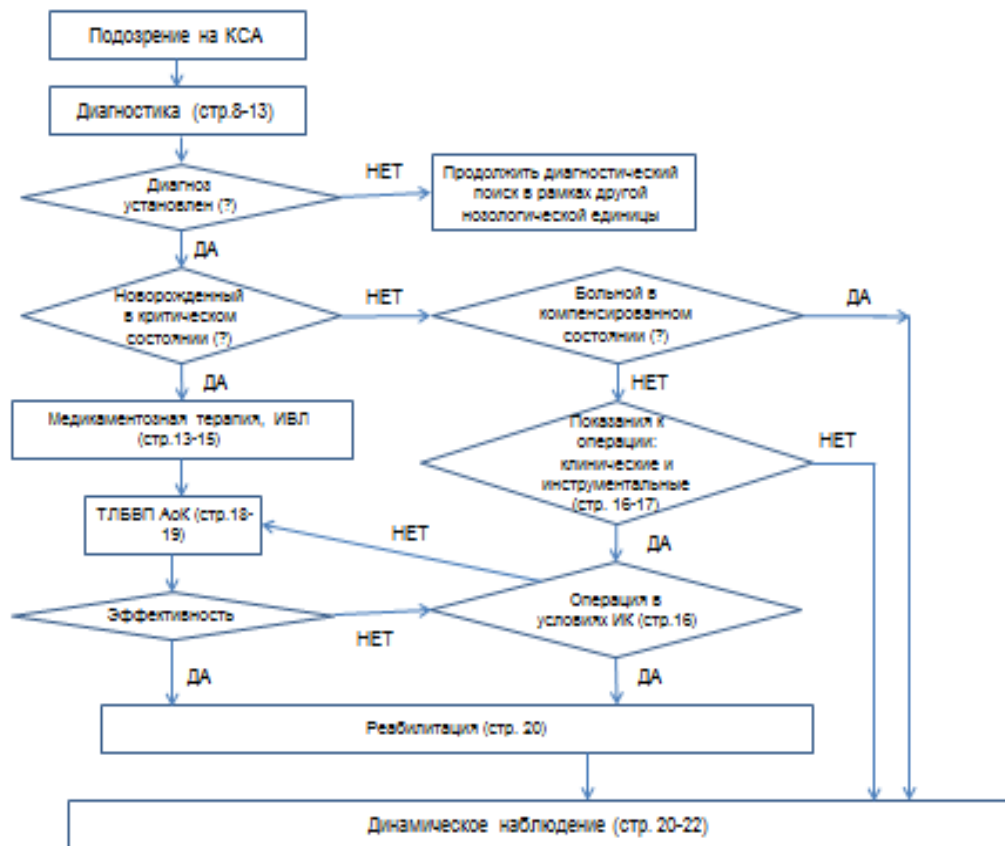 Подозрение на КСА
Диагностика (стр.8-13)
Диагноз
установлен (?)
НЕТ
Продолжить диагностический
поиск в рамках другой
нозологической единицы
ДА
Новорожденный
в критическом
состоянии (?)
НЕТ
Больной в
компенсированном
состоянии (?)
ДА
ДА
НЕТ
Медикаментозная терапия, ИВЛ
(стр.13-15)
Показания к
операции:
клинические и
инструментальные
(стр. 16-17)
НЕТ
ТЛБВП АоК (стр.18-
19)
НЕТ
ДА
Эффективность
НЕТ
Операция в
условиях ИК (стр.16)
ДА
ДА
Реабилитация (стр. 20)
Динамическое наблюдение (стр. 20-22)